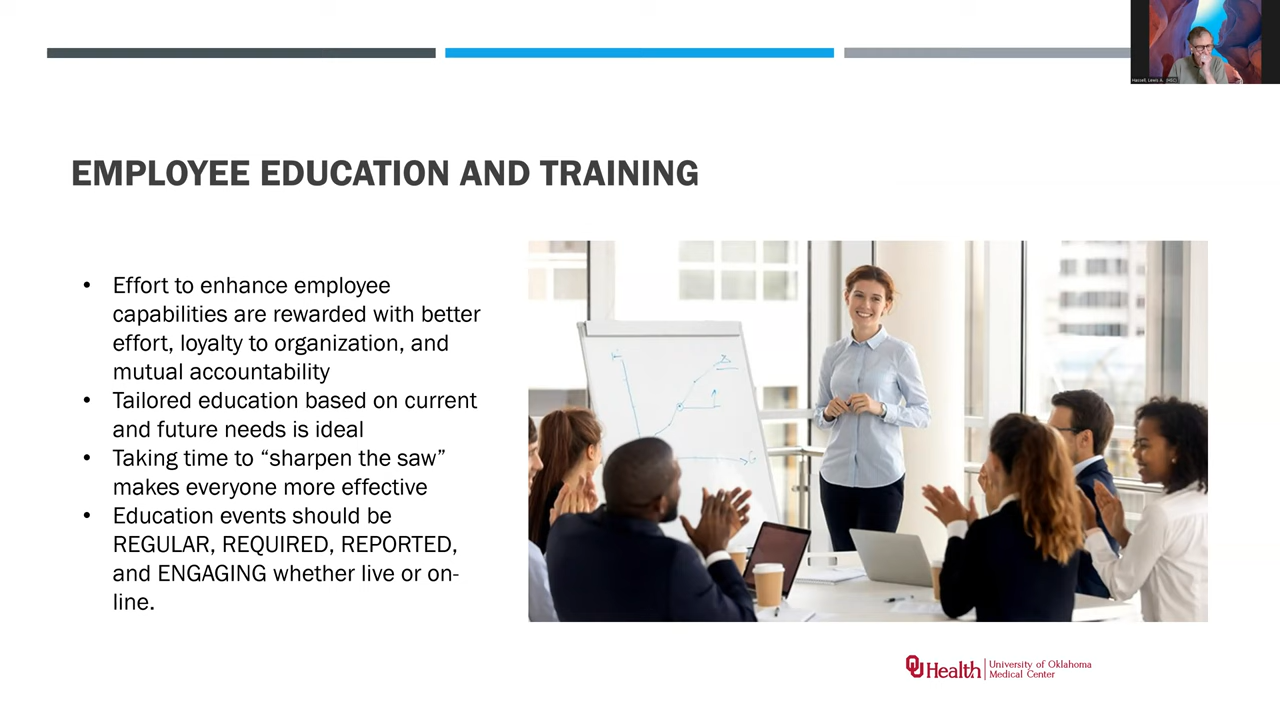 Hassell, Lewis A. (HSC)
EMPLOYEE EDUCATION AND TRAINING
• Effort to enhance employee
capabilities are rewarded with better
effort, loyalty to organization, and
mutual accountability
• Tailored education based on current
and future needs is ideal
• Taking time to “sharpen the saw”
makes everyone more effective
• Education events should be
REGULAR, REQUIRED, REPORTED,
and ENGAGING whether live or on-
line.
OU Health
University of Oklahoma
Medical Center